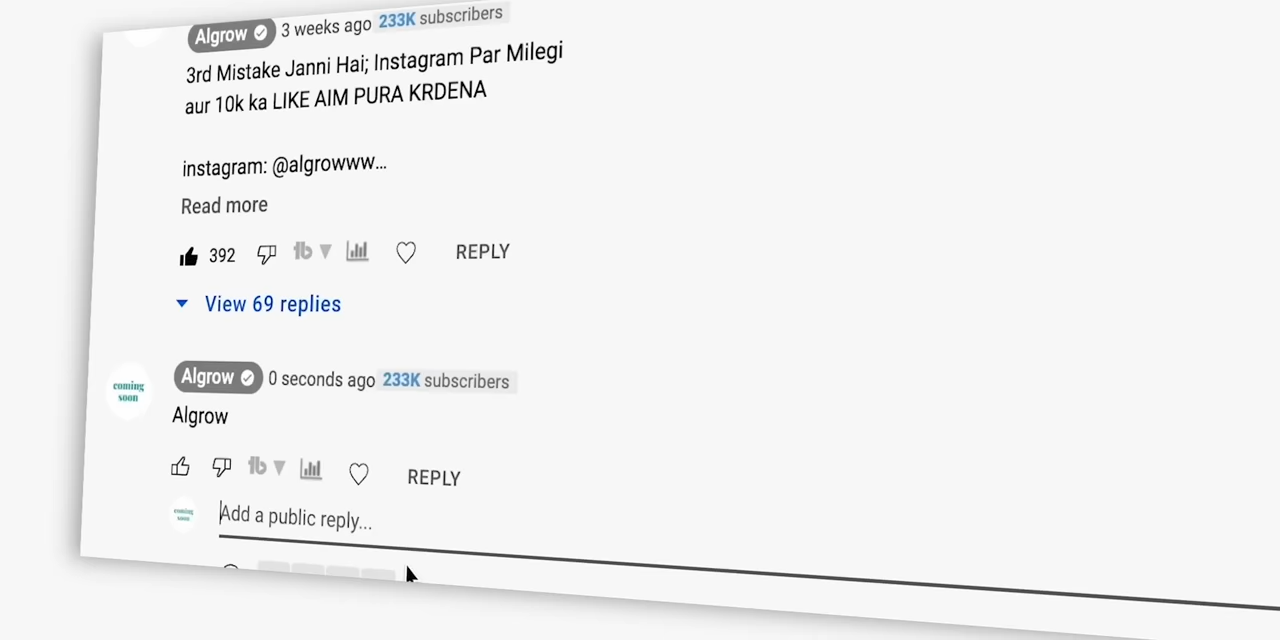 Algrow 3 weeks ago 233K subscribers
3rd Mistake Janni Hai; Instagram Par Milegi
aur 10k ka LIKE AIM PURA KRDENA
instagram: @algrowww...
Read more
392 REPLY
View 69 replies
Algrow 0 seconds ago 233K subscribers
coming
soon
Algrow
REPLY
coming
soon
Add a public reply...